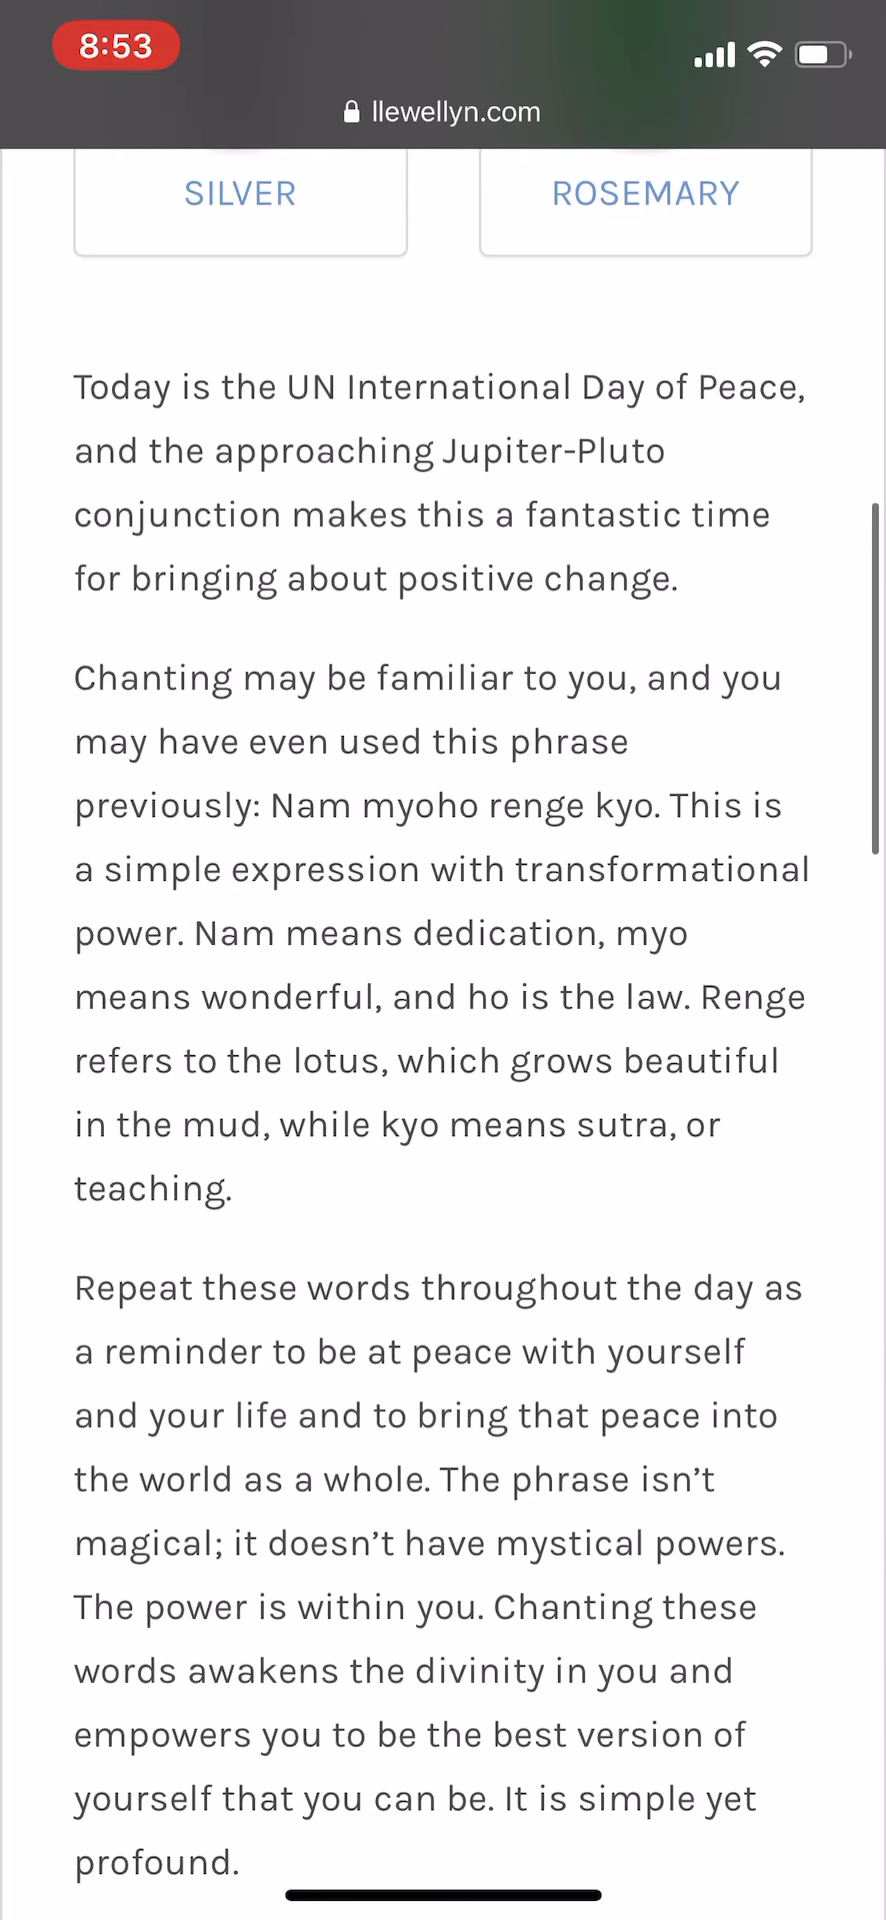 8:53
llewellyn.com
SILVER
ROSEMARY
Today is the UN International Day of Peace,
and the approaching Jupiter-Pluto
conjunction makes this a fantastic time
for bringing about positive change.
Chanting may be familiar to you, and you
may have even used this phrase
previously: Nam myoho renge kyo. This is
a simple expression with transformational
power. Nam means dedication, myo
means wonderful, and ho is the law. Renge
refers to the lotus, which grows beautiful
in the mud, while kyo means sutra, or
teaching.
Repeat these words throughout the day as
a reminder to be at peace with yourself
and your life and to bring that peace into
the world as a whole. The phrase isn’t
magical; it doesn’t have mystical powers.
The power is within you. Chanting these
words awakens the divinity in you and
empowers you to be the best version of
yourself that you can be. It is simple yet
profound.